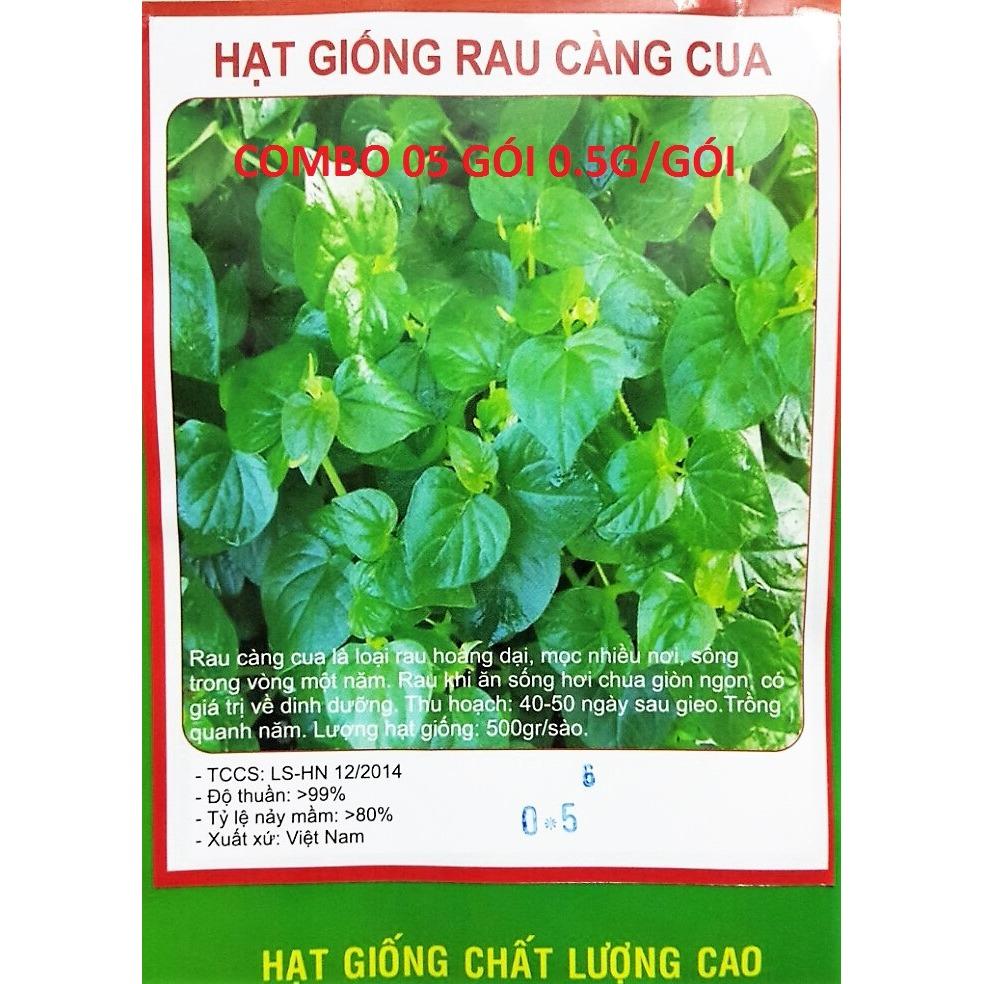 HẠT GIỐNG RAU CÀNG CUA
COMBO 05 GÓI 0.5G/GÓI
Rau càng cua là loại rau hoang dại, mọc nhiều nơi, sống
trong vòng một năm. Rau khi ăn sống hơi chua giòn ngon, có
giá trị về dinh dưỡng. Thu hoạch: 40-50 ngày sau gieo.Trồng
quanh năm. Lượng hạt giống: 500gr/sào.
- TCCS: LS-HN 12/2014
- Độ thuần: >99%
- Tỷ lệ nảy mầm: >80%
- Xuất xứ: Việt Nam
0*5
HẠT GIỐNG CHẤT LƯỢNG CAO